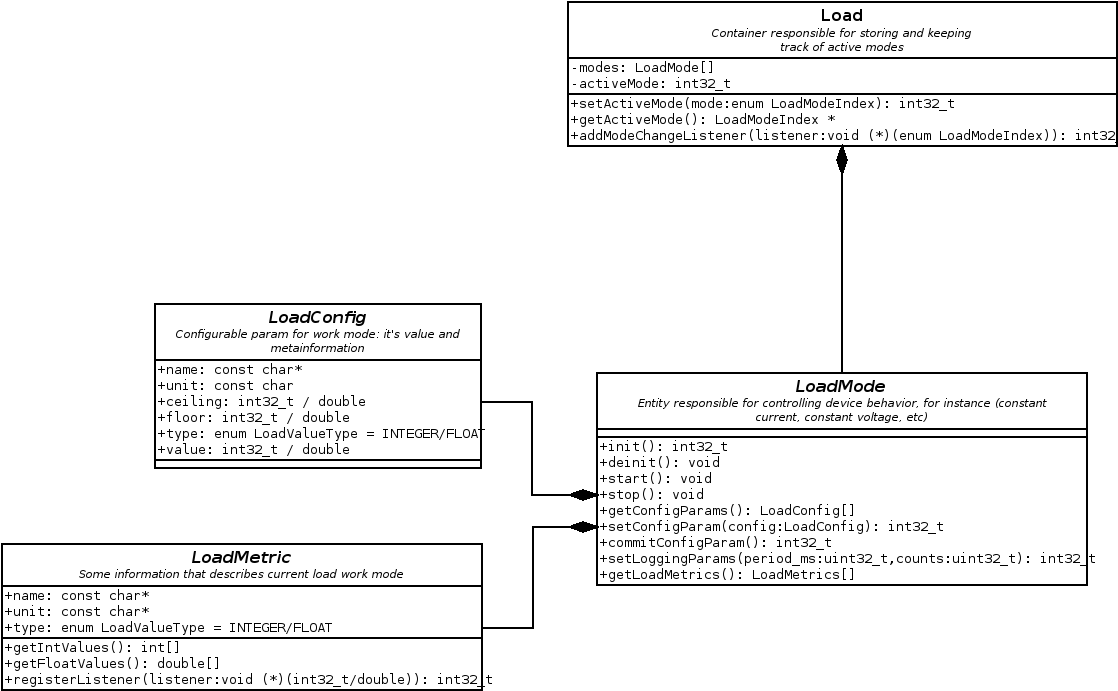 Load
Container responsible for storing and keeping
track of active modes
-modes: LoadMode[]
-activeMode: int32_t
+setActiveMode(mode:enum LoadModeIndex): int32_t
+getActiveMode(): LoadModeIndex *
+addModeChangeListener(listener:void (*)(enum LoadModeIndex)): int32_
LoadConfig
Configurable param for work mode: it's value and
metainformation
+name: const char*
+unit: const char
+ceiling: int32_t / double
+floor: int32_t / double
+type: enum LoadValueType = INTEGER/FLOAT
+value: int32_t / double
LoadMode
Entity responsible for controlling device behavior, for instance (constant
current, constant voltage, etc)
+init(): int32_t
+deinit(): void
+start(): void
+stop(): void
+getConfigParams(): LoadConfig[]
+setConfigParam(config:LoadConfig): int32_t
+commitConfigParam(): int32_t
+setLoggingParams(period_ms:uint32_t,counts:uint32_t): int32_t
+getLoadMetrics(): LoadMetrics[]
LoadMetric
Some information that describes current load work mode
+name: const char*
+unit: const char*
+type: enum LoadValueType = INTEGER/FLOAT
+getIntValues(): int[]
+getFloatValues(): double[]
+registerListener(listener:void (*)(int32_t/double)): int32_t